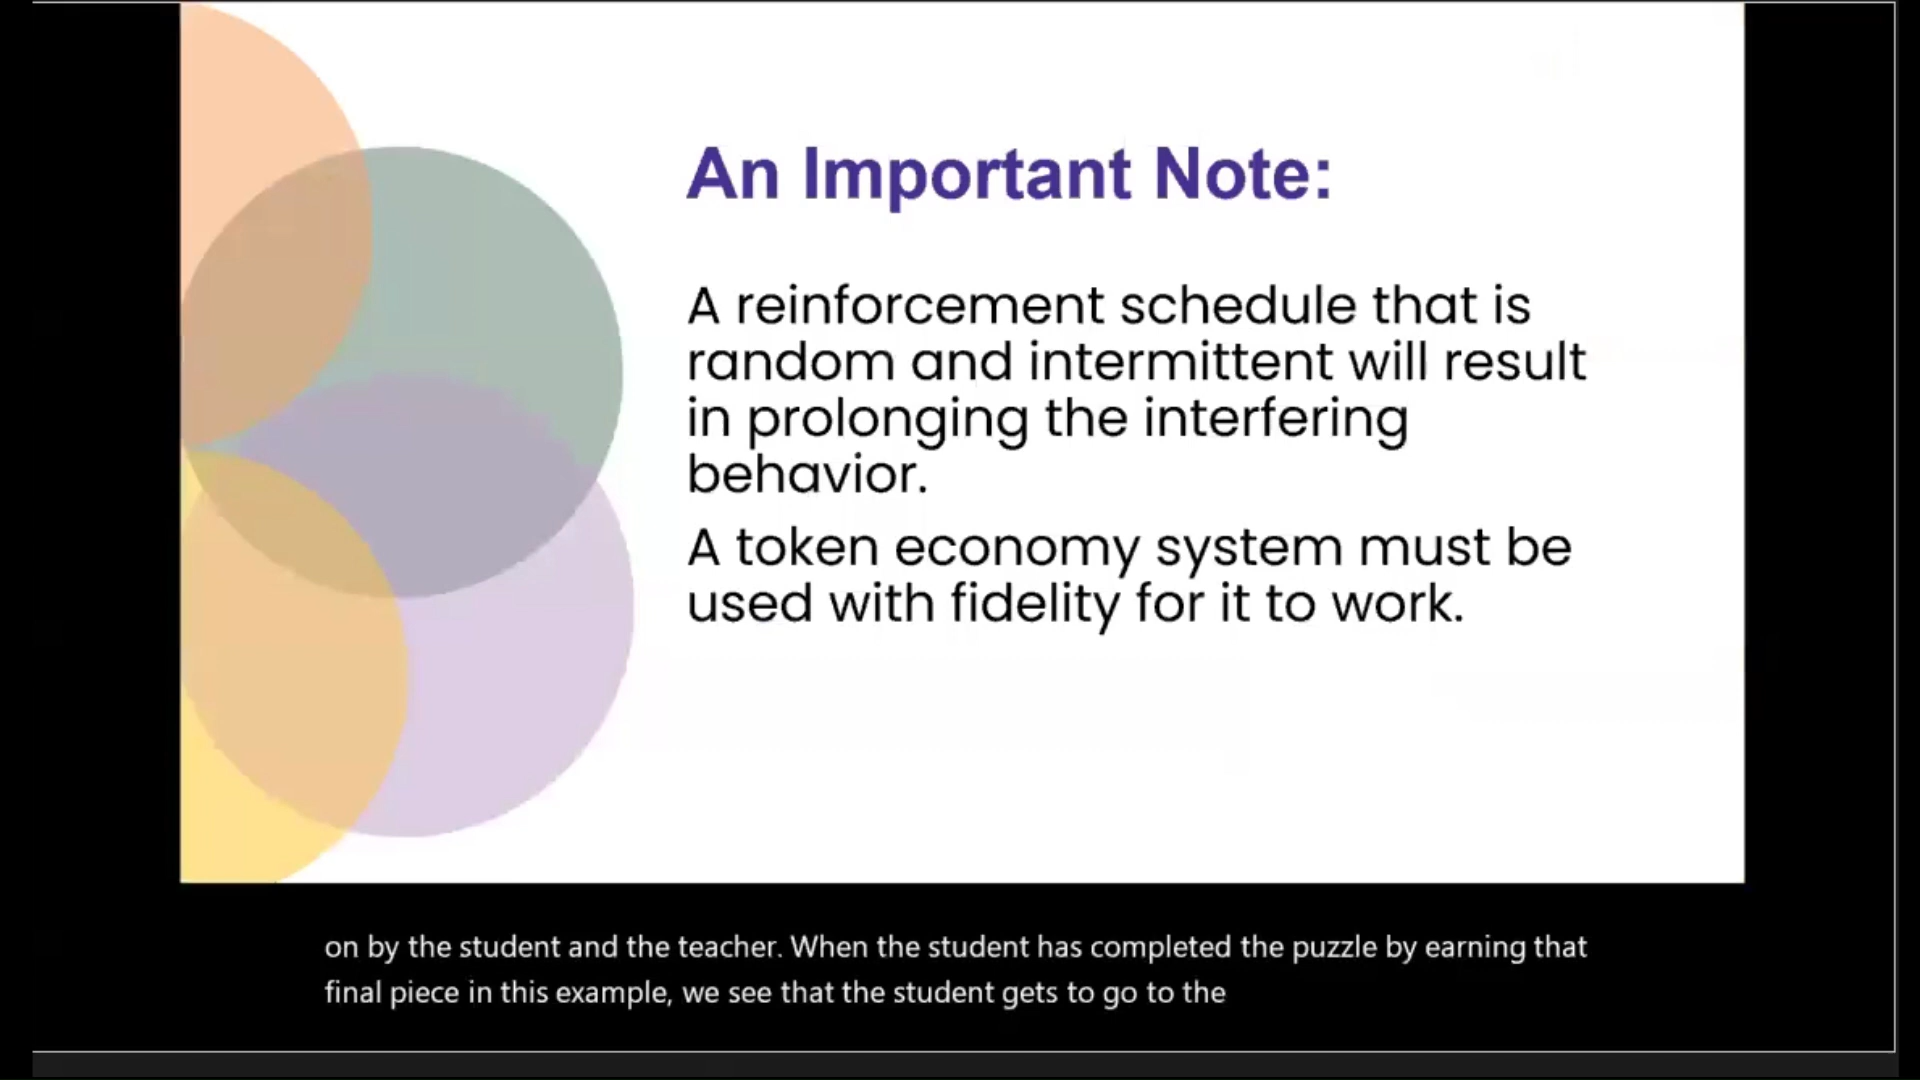 An Important Note:
A reinforcement schedule that is
random and intermittent will result
in prolonging the interfering
behavior.
A token economy system must be
used with fidelity for it to work.
on by the student and the teacher. When the student has completed the puzzle by earning that
final piece in this example, we see that the student gets to go to the